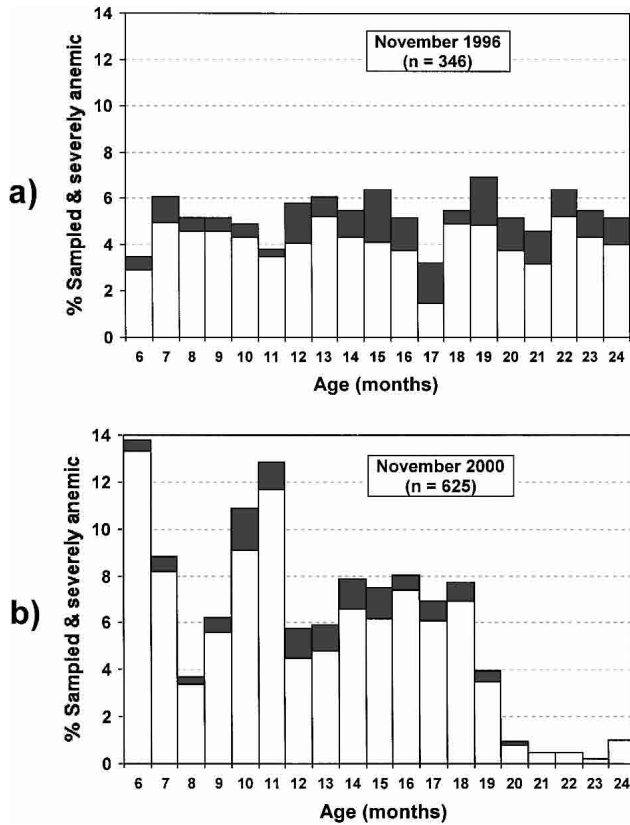 a)
% Sampled & severely anemic
14
12
10
8
6
4
2
0
November 1996
(n = 346)
6 7 8 9 10 11 12 13 14 15 16 17 18 19 20 21 22 23 24
Age (months)
b)
% Sampled & severely anemic
14
12
10
8
6
4
2
0
November 2000
(n = 625)
6 7 8 9 10 11 12 13 14 15 16 17 18 19 20 21 22 23 24
Age (months)